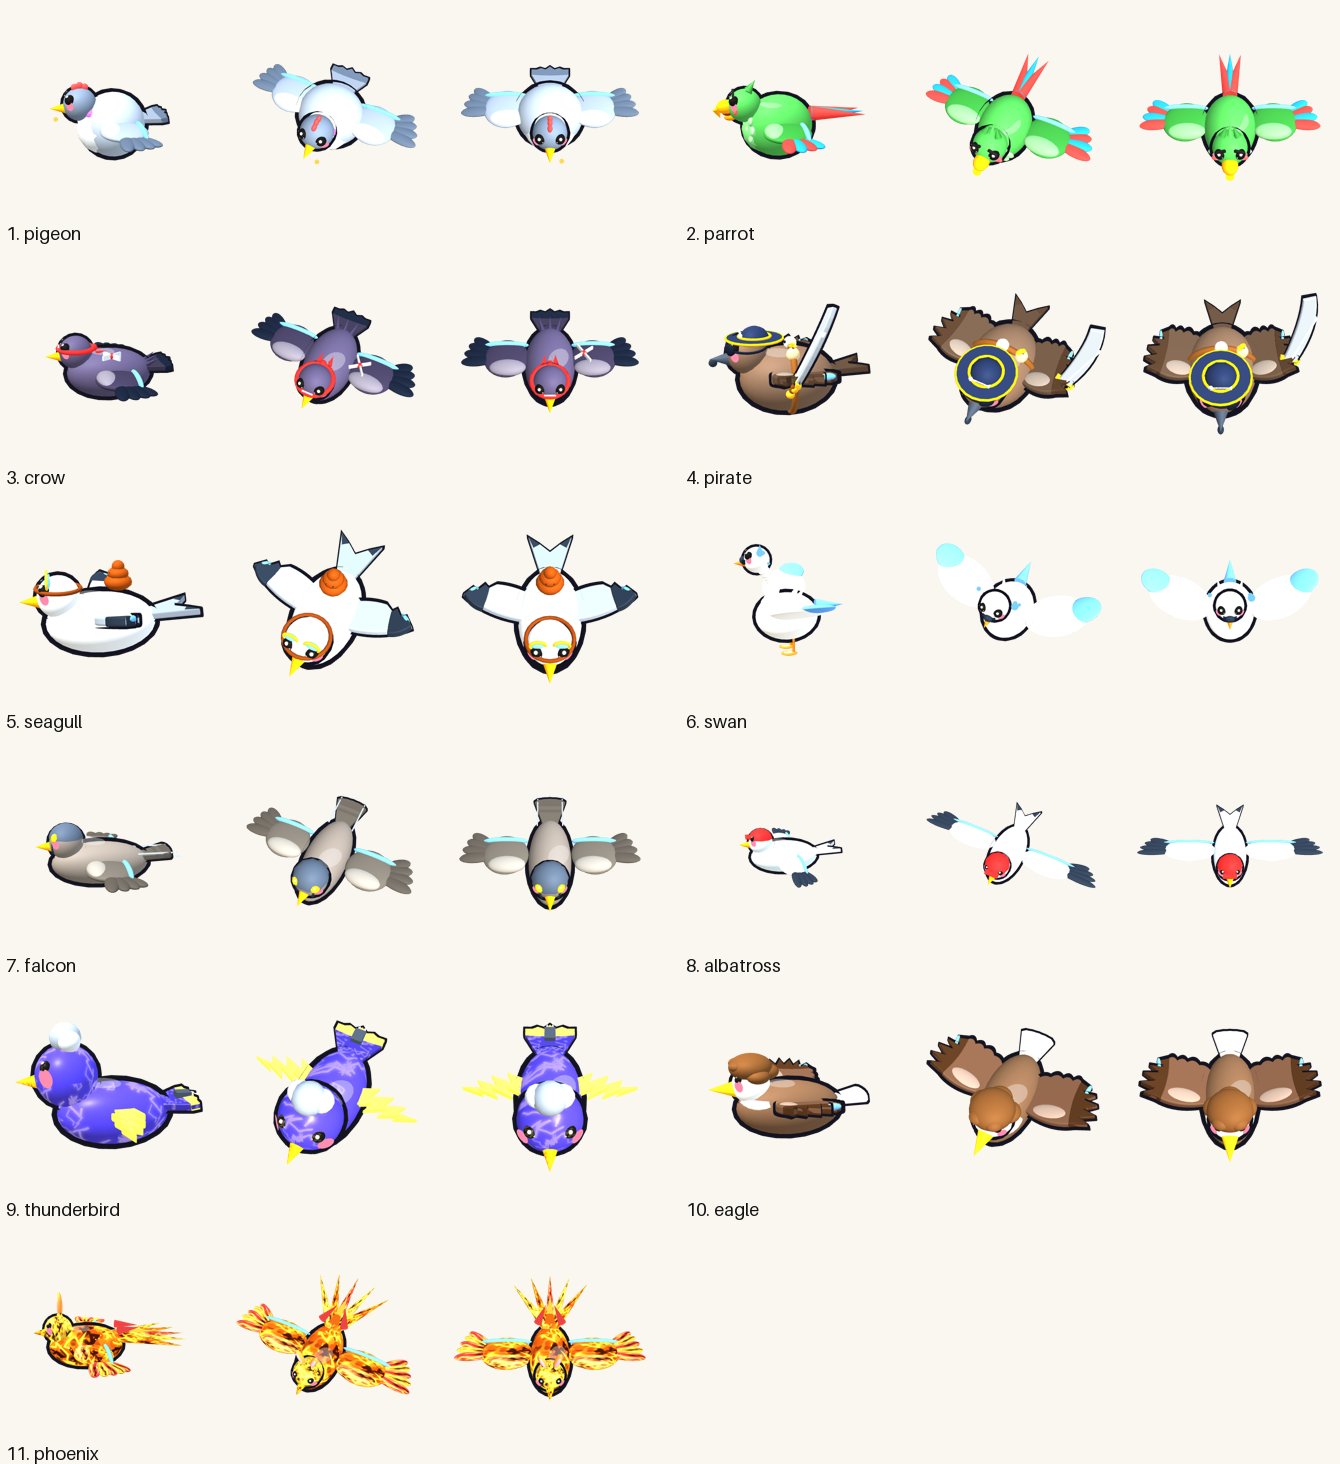 1. pigeon
2. parrot
3. crow
4. pirate
5. seagull
6. swan
7. falcon
8. albatross
9. thunderbird
10. eagle
11. phoenix